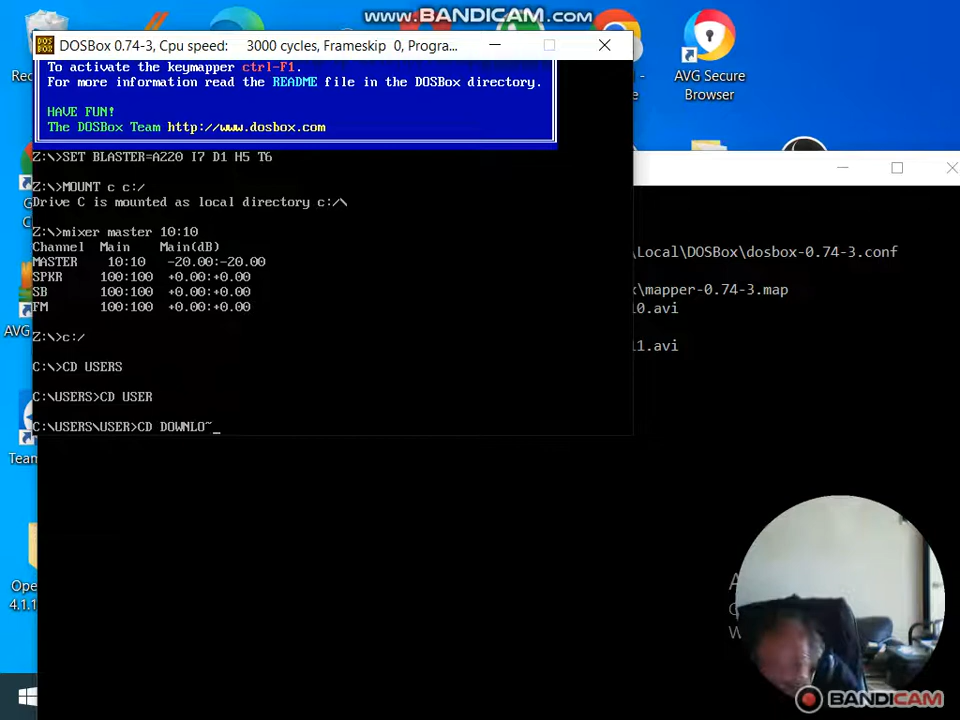 www.BANDICAM.com
DOSBox 0.74-3, Cpu speed: 3000 cycles, Frameskip 0, Progra...
To activate the keymapper ctrl-F1.
For more information read the README file in the DOSBox directory.
HAVE FUN!
The DOSBox Team http://www.dosbox.com
Z:\>SET BLASTER=A220 I7 D1 H5 T6
Z:\>MOUNT c c:/
Drive C is mounted as local directory c:/\
Z:\>mixer master 10:10
Channel Main Main(dB)
MASTER 10:10 -20.00:-20.00
SPKR 100:100 +0.00:+0.00
SB 100:100 +0.00:+0.00
FM 100:100 +0.00:+0.00
Z:\>c:/
C:\>CD USERS
C:\USERS>CD USER
C:\USERS\USER>CD DOWNLO~_
AVG Secure
Browser
\Local\DOSBox\dosbox-0.74-3.conf
\mapper-0.74-3.map
10.avi
11.avi
Rec
AVG
Team
Ope
4.1.1
BANDICAM